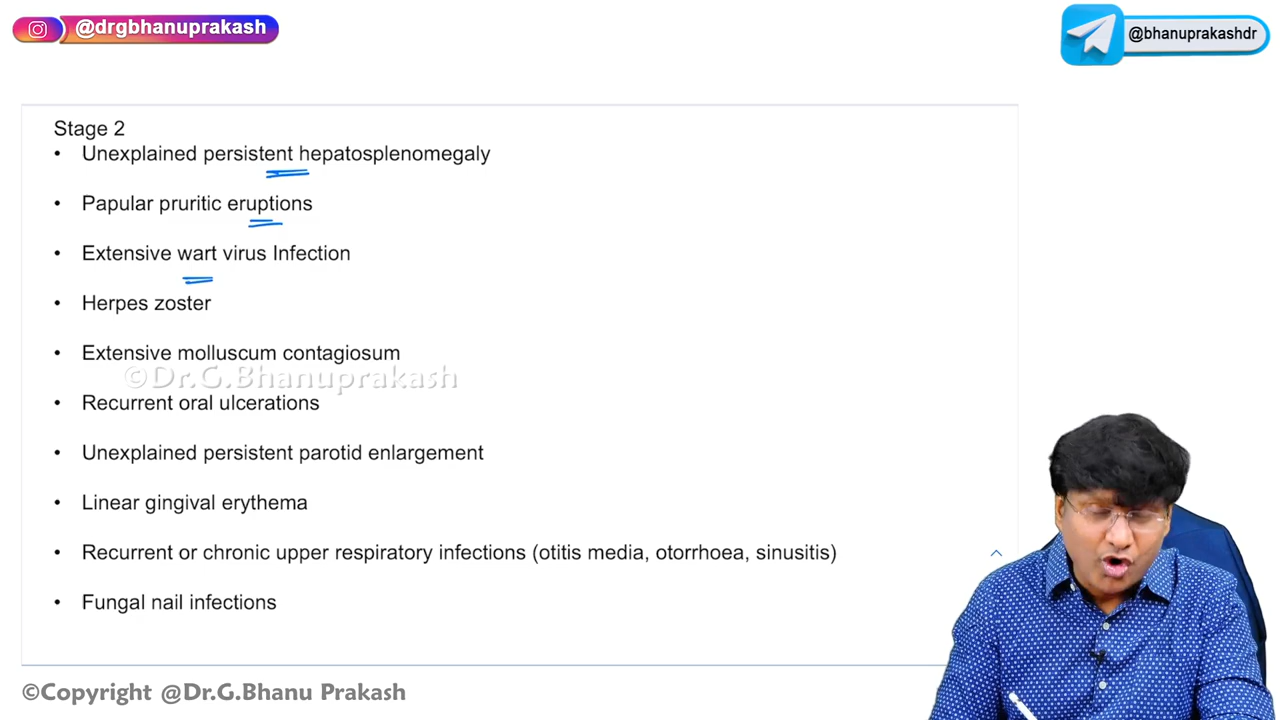 @drgbhanuprakash
@bhanuprakashdr
Stage 2
• Unexplained persistent hepatosplenomegaly
• Papular pruritic eruptions
• Extensive wart virus Infection
• Herpes zoster
• Extensive molluscum contagiosum
©Dr.G.Bhanuprakash
• Recurrent oral ulcerations
• Unexplained persistent parotid enlargement
• Linear gingival erythema
• Recurrent or chronic upper respiratory infections (otitis media, otorrhoea, sinusitis)
• Fungal nail infections
©Copyright @Dr.G.Bhanu Prakash